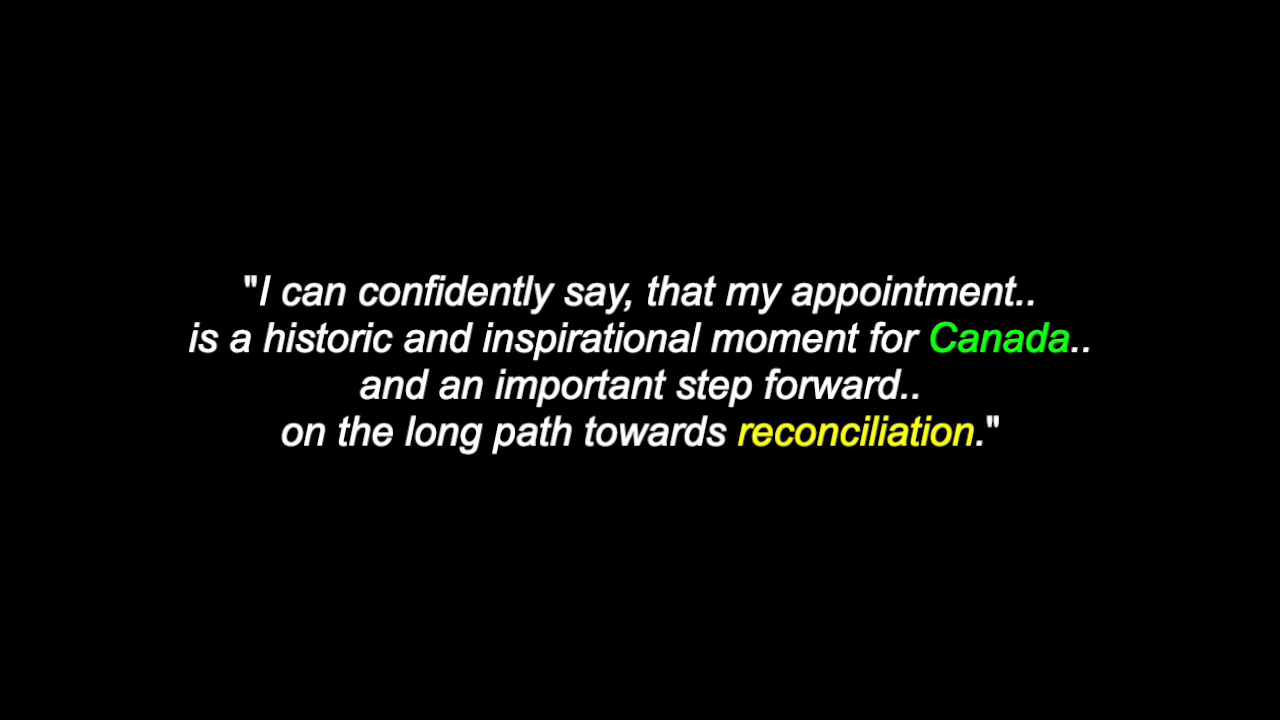 "I can confidently say, that my appointment..
is a historic and inspirational moment for Canada..
and an important step forward..
on the long path towards reconciliation."